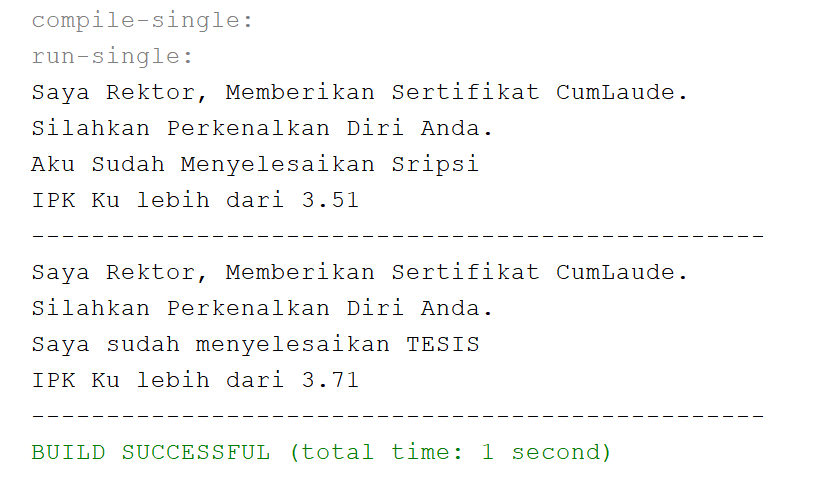 compile-single:
run-single:
Saya Rektor, Memberikan Sertifikat CumLaude.
Silahkan Perkenalkan Diri Anda.
Aku Sudah Menyelesaikan Sripsi
IPK Ku lebih dari 3.51
-------------------------------------------------
Saya Rektor, Memberikan Sertifikat CumLaude.
Silahkan Perkenalkan Diri Anda.
Saya sudah menyelesaikan TESIS
IPK Ku lebih dari 3.71
-------------------------------------------------
BUILD SUCCESSFUL (total time: 1 second)